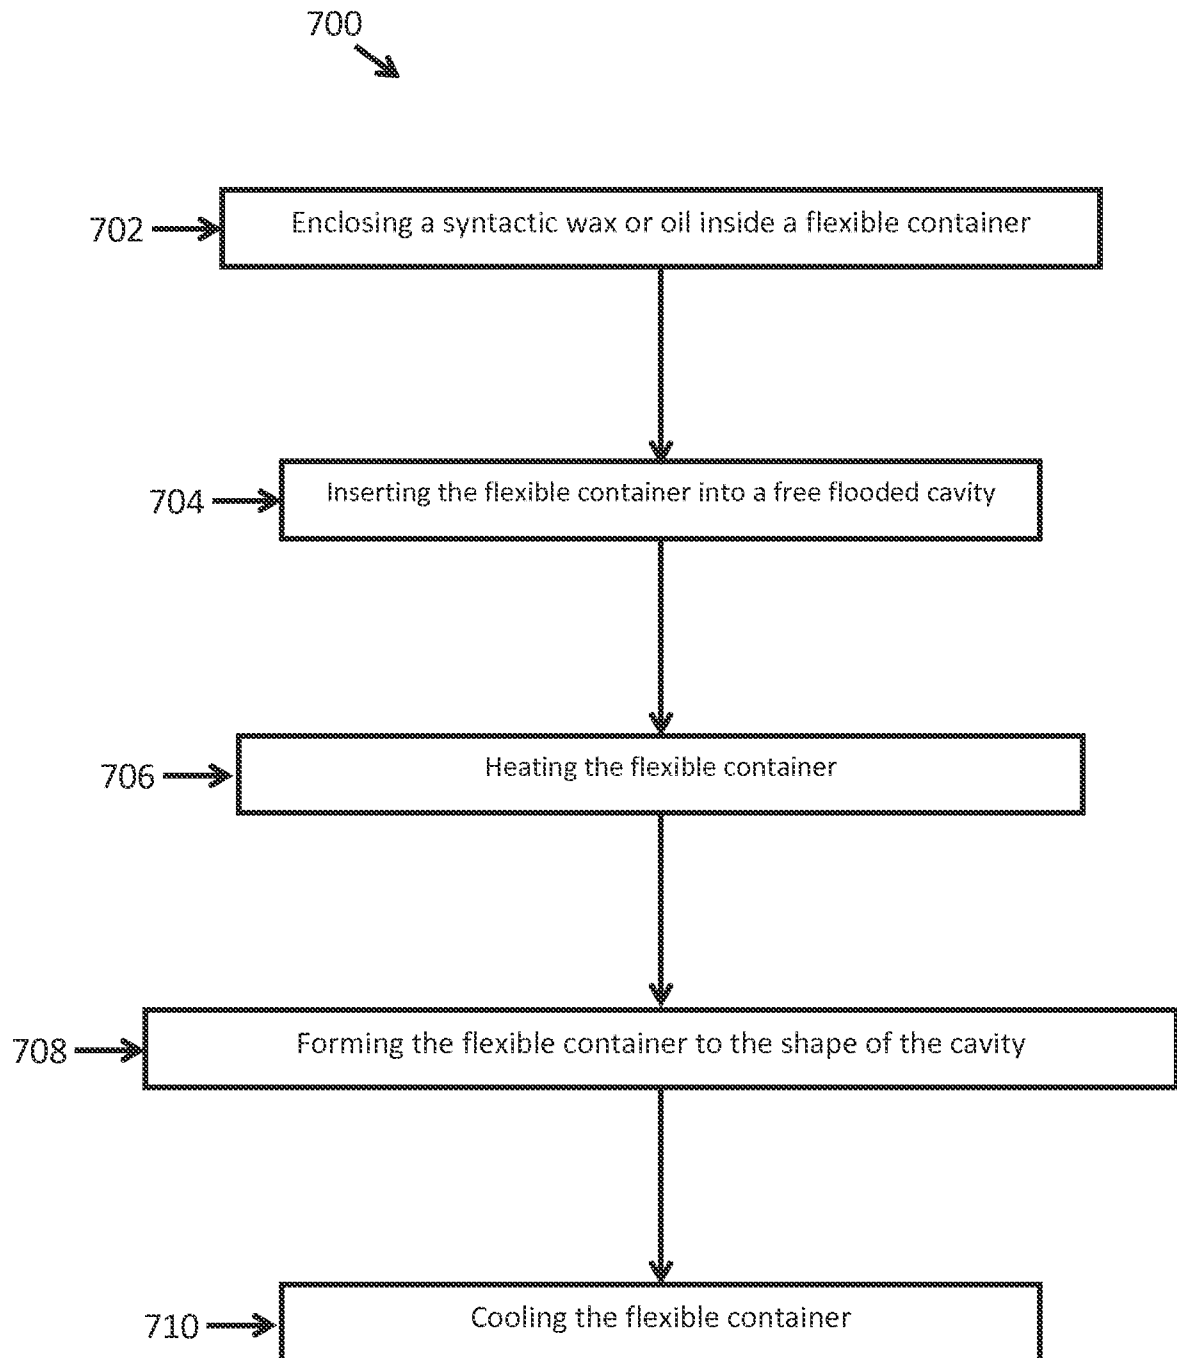 700
702
Enclosing a syntactic wax or oil inside a flexible container
704
Inserting the flexible container into a free flooded cavity
706
Heating the flexible container
708
Forming the flexible container to the shape of the cavity
710
Cooling the flexible container